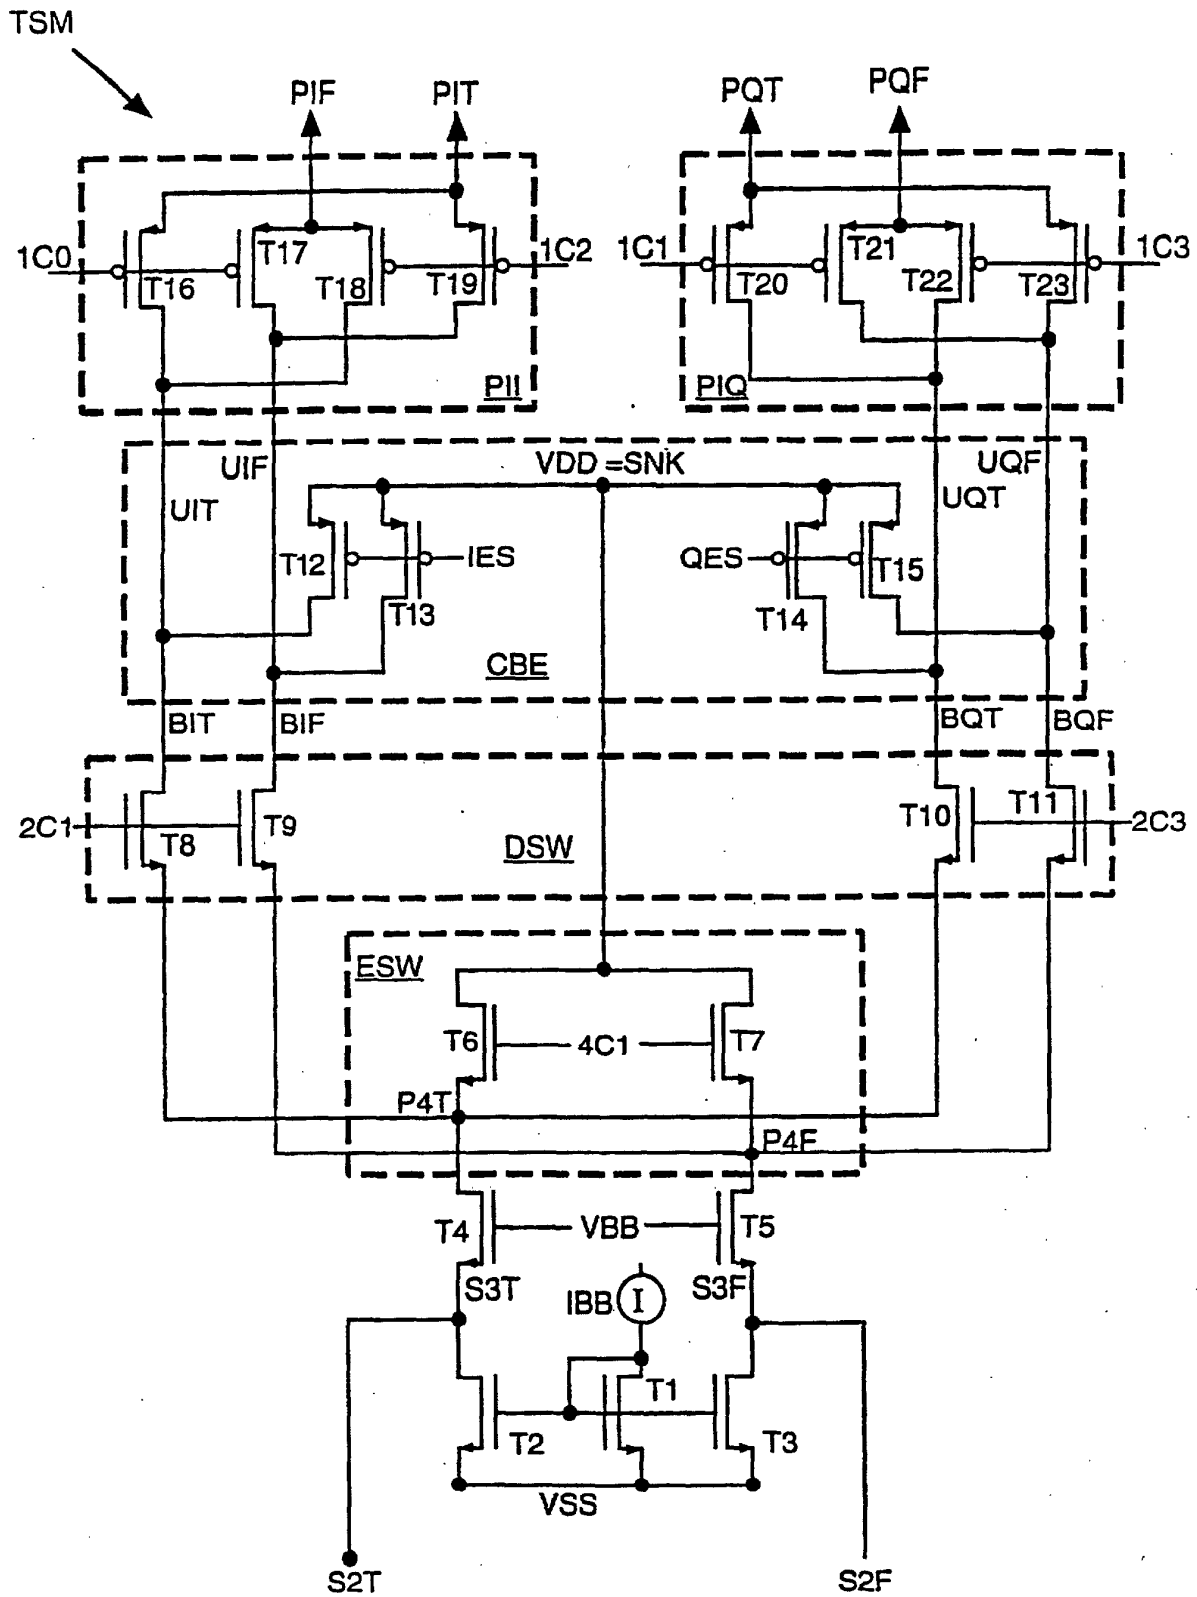 TSM
PIF
PIT
PQT
PQF
1C0
T16
T17
T18
T19
1C2
1C1
T20
T21
T22
T23
1C3
PII
PIQ
UIF
VDD =SNK
UQF
UIT
UQT
T12
T13
IES
QES
T14
T15
CBE
BIT
BIF
BQT
BQF
2C1
T8
T9
T10
T11
2C3
DSW
ESW
T6
4C1
T7
P4T
P4F
T4
VBB
T5
S3T
IBB
I
S3F
T1
T2
T3
VSS
S2T
S2F